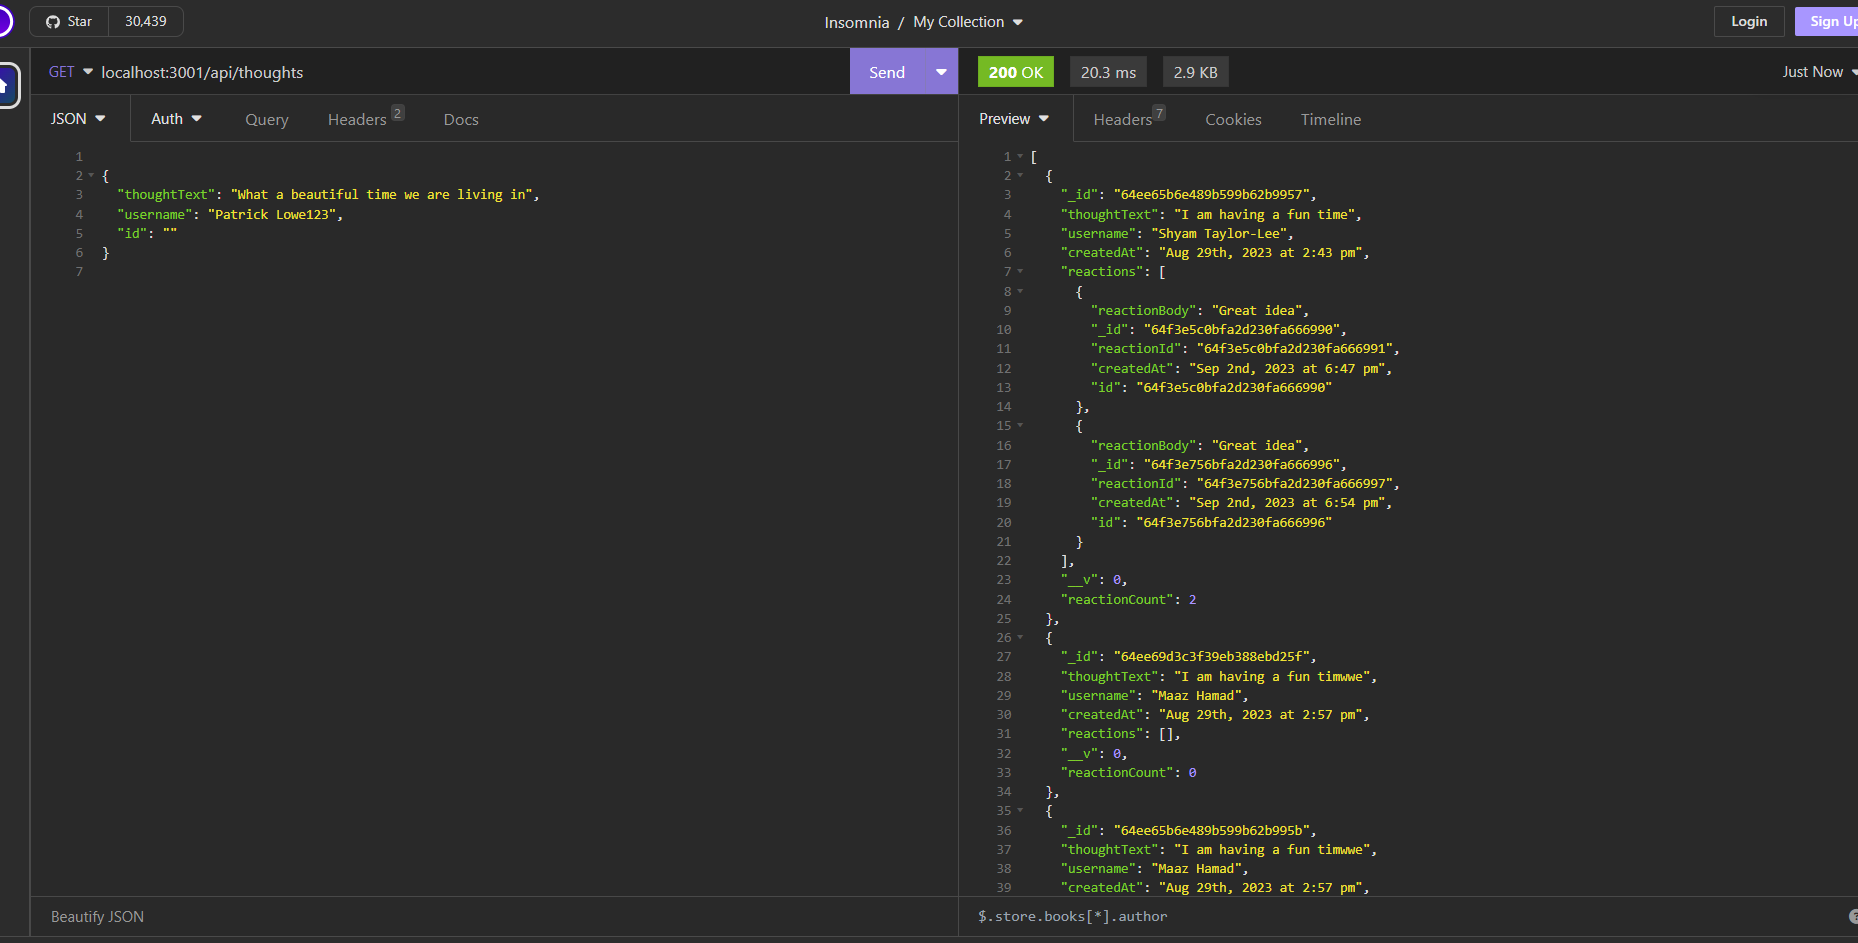 Star 30,439
Insomnia / My Collection
Login
Sign Up
GET localhost:3001/api/thoughts
Send
200 OK 20.3 ms 2.9 KB
Just Now
JSON Auth Query Headers 2 Docs
Preview Headers 7 Cookies Timeline
1
2 {
3 "thoughtText": "What a beautiful time we are living in",
4 "username": "Patrick Lowe123",
5 "id": ""
6 }
7
1 [
2 {
3 "_id": "64ee65b6e489b599b62b9957",
4 "thoughtText": "I am having a fun time",
5 "username": "Shyam Taylor-Lee",
6 "createdAt": "Aug 29th, 2023 at 2:43 pm",
7 "reactions": [
8 {
9 "reactionBody": "Great idea",
10 "_id": "64f3e5c0bfa2d230fa666990",
11 "reactionId": "64f3e5c0bfa2d230fa666991",
12 "createdAt": "Sep 2nd, 2023 at 6:47 pm",
13 "id": "64f3e5c0bfa2d230fa666990"
14 },
15 {
16 "reactionBody": "Great idea",
17 "_id": "64f3e756bfa2d230fa666996",
18 "reactionId": "64f3e756bfa2d230fa666997",
19 "createdAt": "Sep 2nd, 2023 at 6:54 pm",
20 "id": "64f3e756bfa2d230fa666996"
21 }
22 ],
23 "__v": 0,
24 "reactionCount": 2
25 },
26 {
27 "_id": "64ee69d3c3f39eb388ebd25f",
28 "thoughtText": "I am having a fun timwwe",
29 "username": "Maaz Hamad",
30 "createdAt": "Aug 29th, 2023 at 2:57 pm",
31 "reactions": [],
32 "__v": 0,
33 "reactionCount": 0
34 },
35 {
36 "_id": "64ee65b6e489b599b62b995b",
37 "thoughtText": "I am having a fun timwwe",
38 "username": "Maaz Hamad",
39 "createdAt": "Aug 29th, 2023 at 2:57 pm",
Beautify JSON
$.store.books[*].author
?